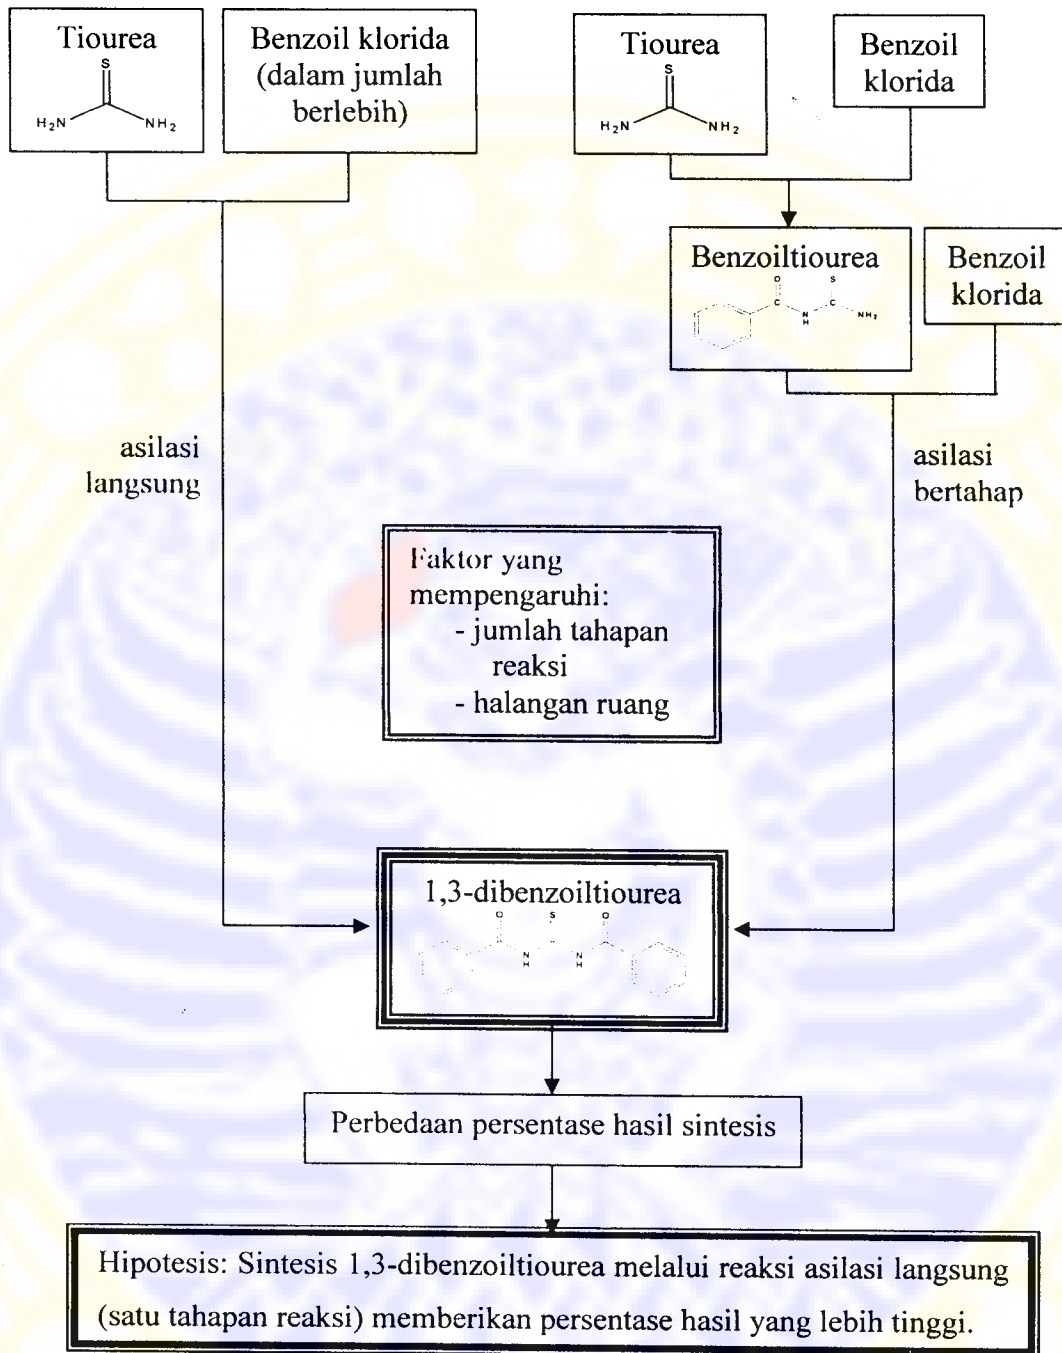 Tiourea
S
H₂N
NH₂
Benzoil klorida
(dalam jumlah
berlebih)
Tiourea
S
H₂N
NH₂
Benzoil
klorida
Benzoiltiourea
O
S
C
C
N
H
NH₂
Benzoil
klorida
asilasi
langsung
asilasi
bertahap
Faktor yang
mempengaruhi:
- jumlah tahapan
reaksi
- halangan ruang
1,3-dibenzoiltiourea
O
S
O
N
H
N
H
Perbedaan persentase hasil sintesis
Hipotesis: Sintesis 1,3-dibenzoiltiourea melalui reaksi asilasi langsung
(satu tahapan reaksi) memberikan persentase hasil yang lebih tinggi.